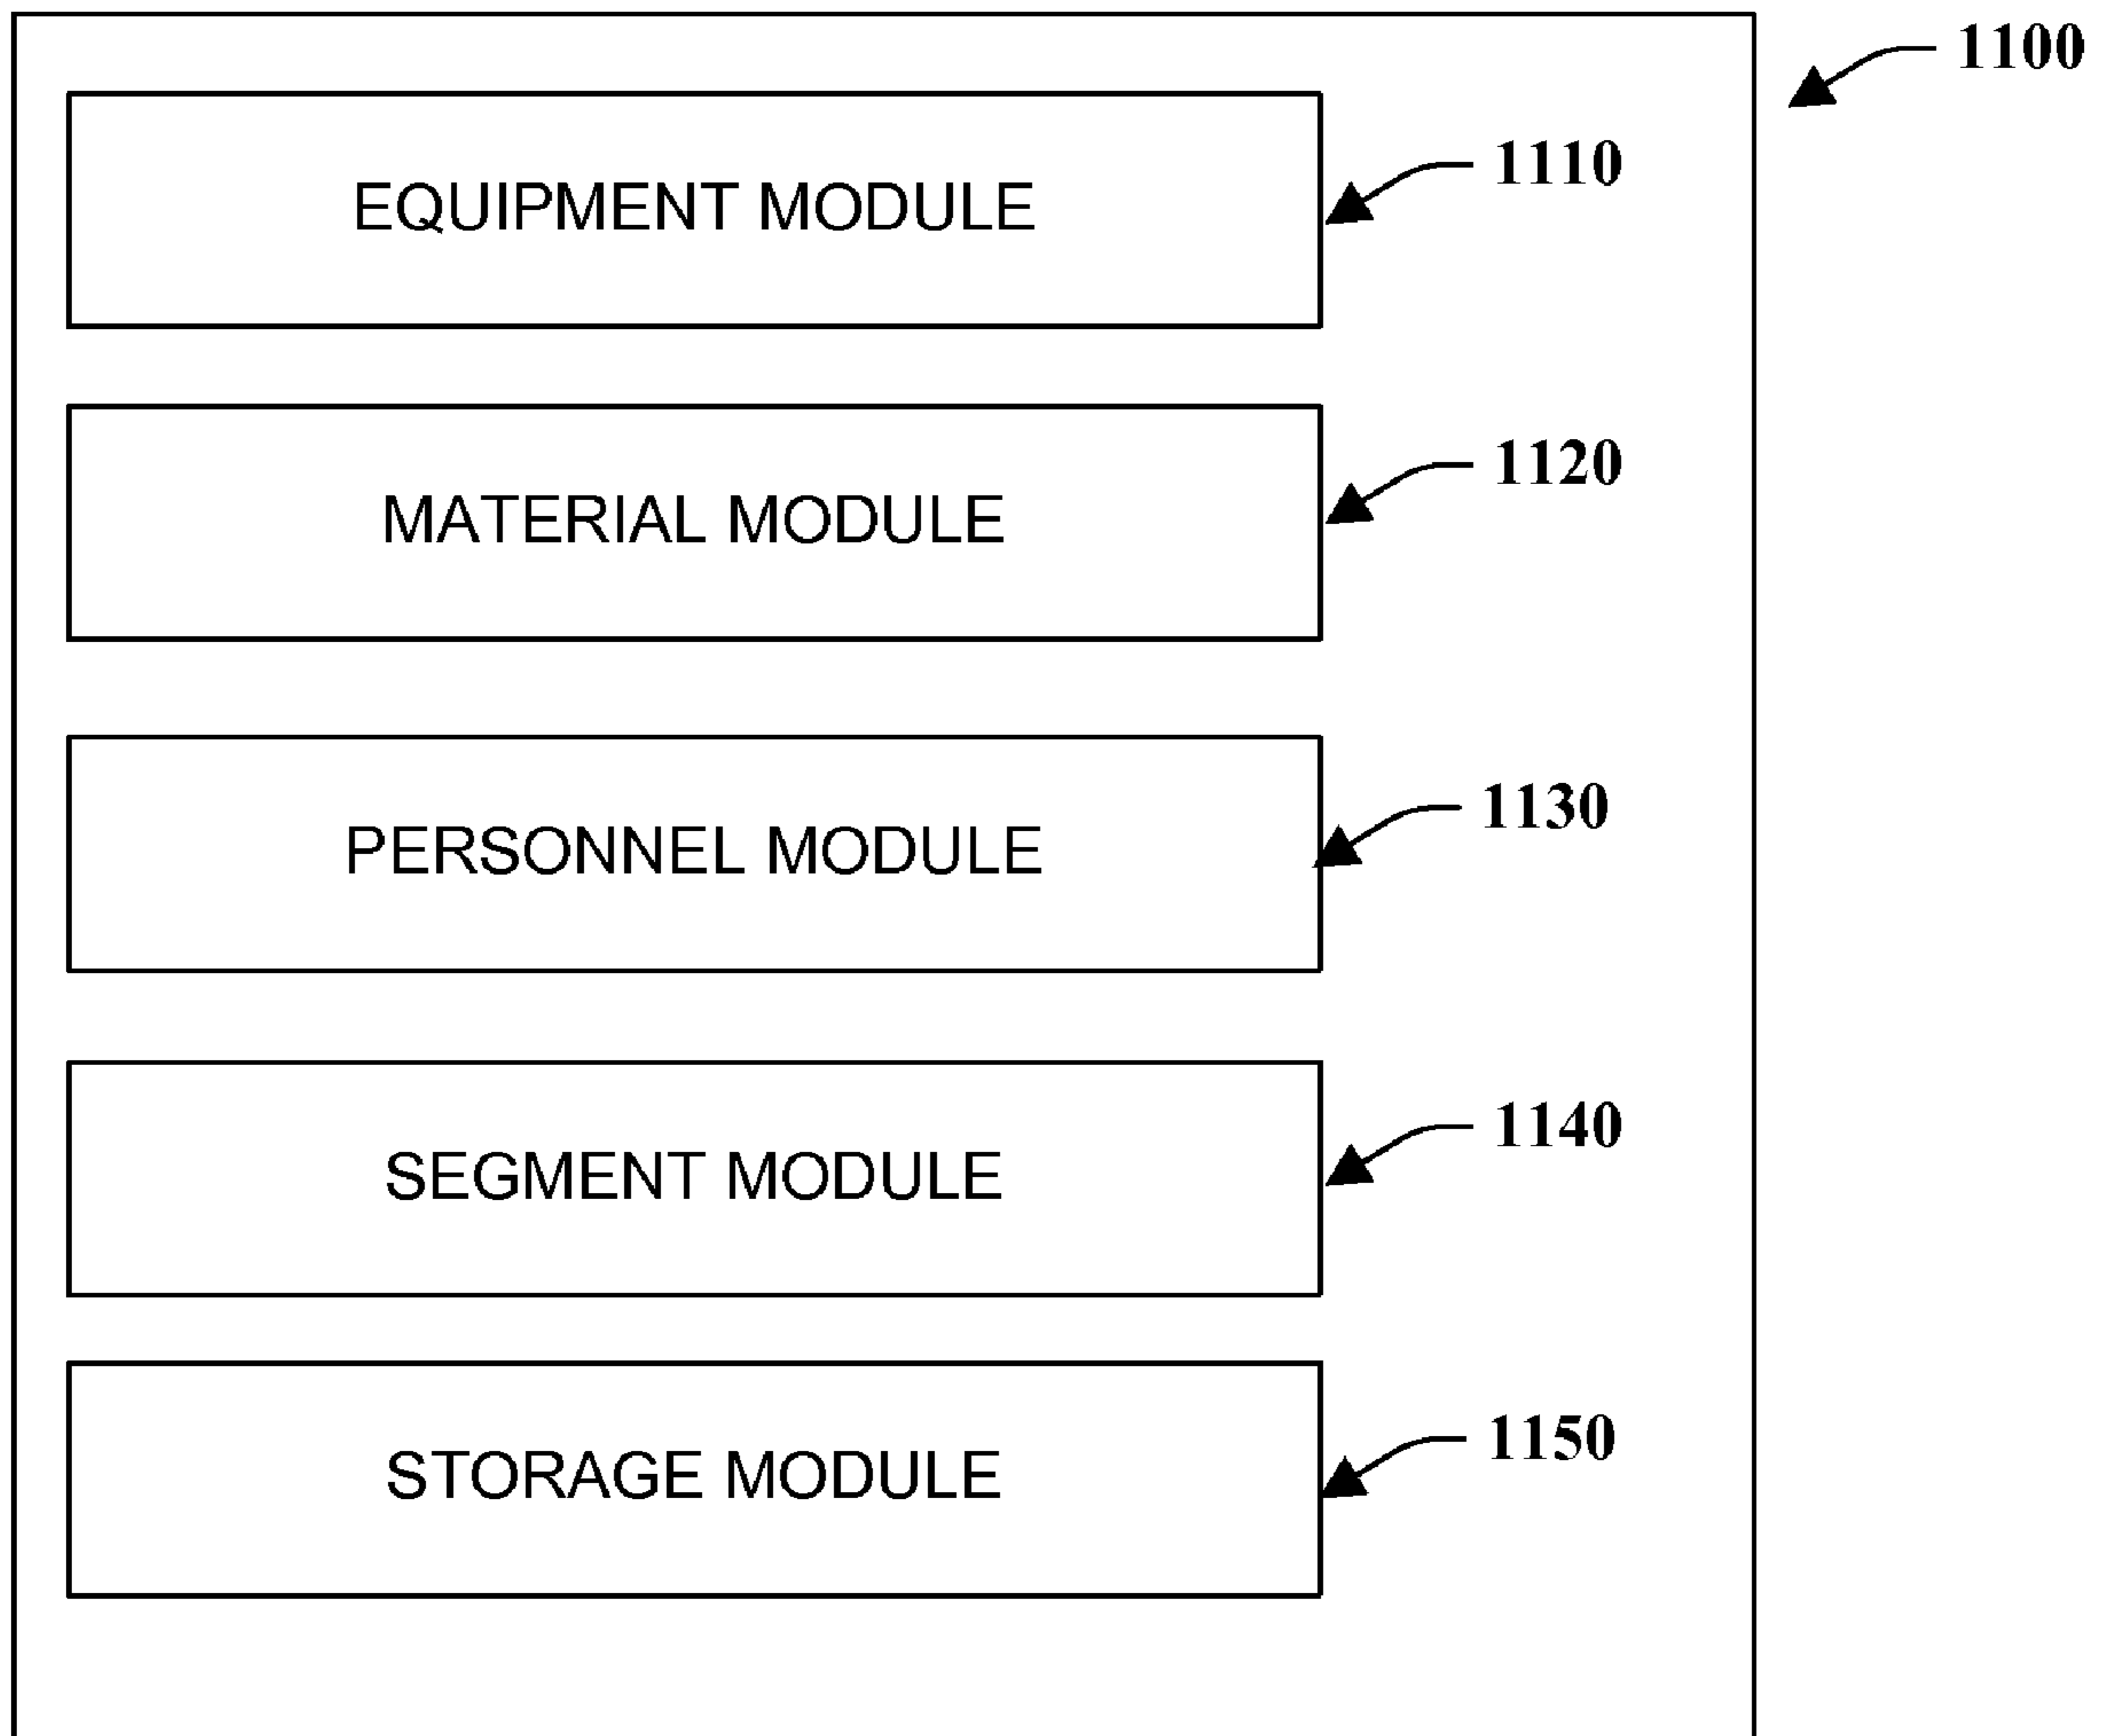 1100
EQUIPMENT MODULE
1110
MATERIAL MODULE
1120
PERSONNEL MODULE
1130
SEGMENT MODULE
1140
STORAGE MODULE
1150